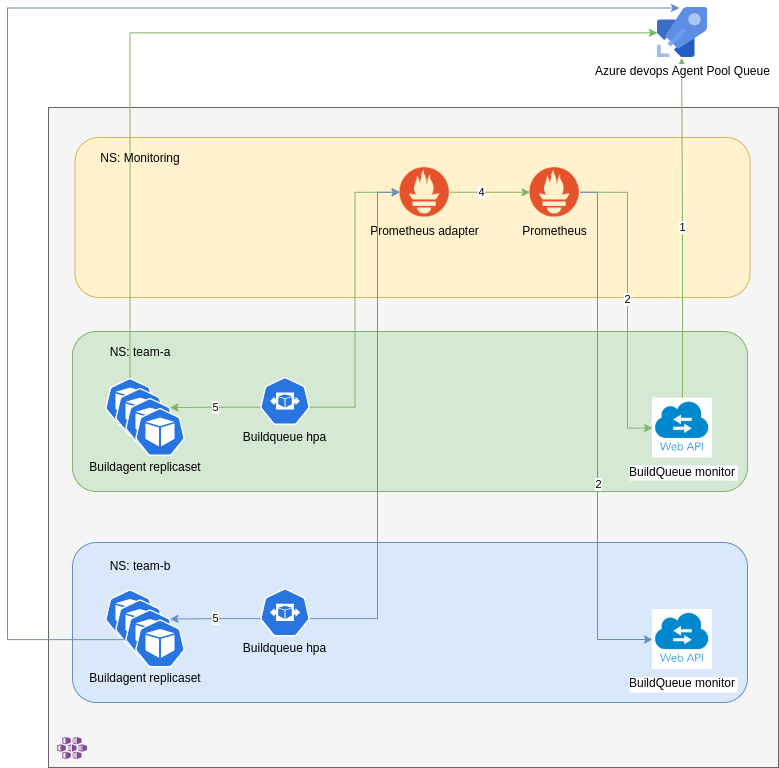 Azure devops Agent Pool Queue
NS: Monitoring
4
Prometheus adapter
Prometheus
1
2
NS: team-a
5
Buildqueue hpa
Buildagent replicaset
Web API
BuildQueue monitor
2
NS: team-b
5
Buildqueue hpa
Buildagent replicaset
Web API
BuildQueue monitor